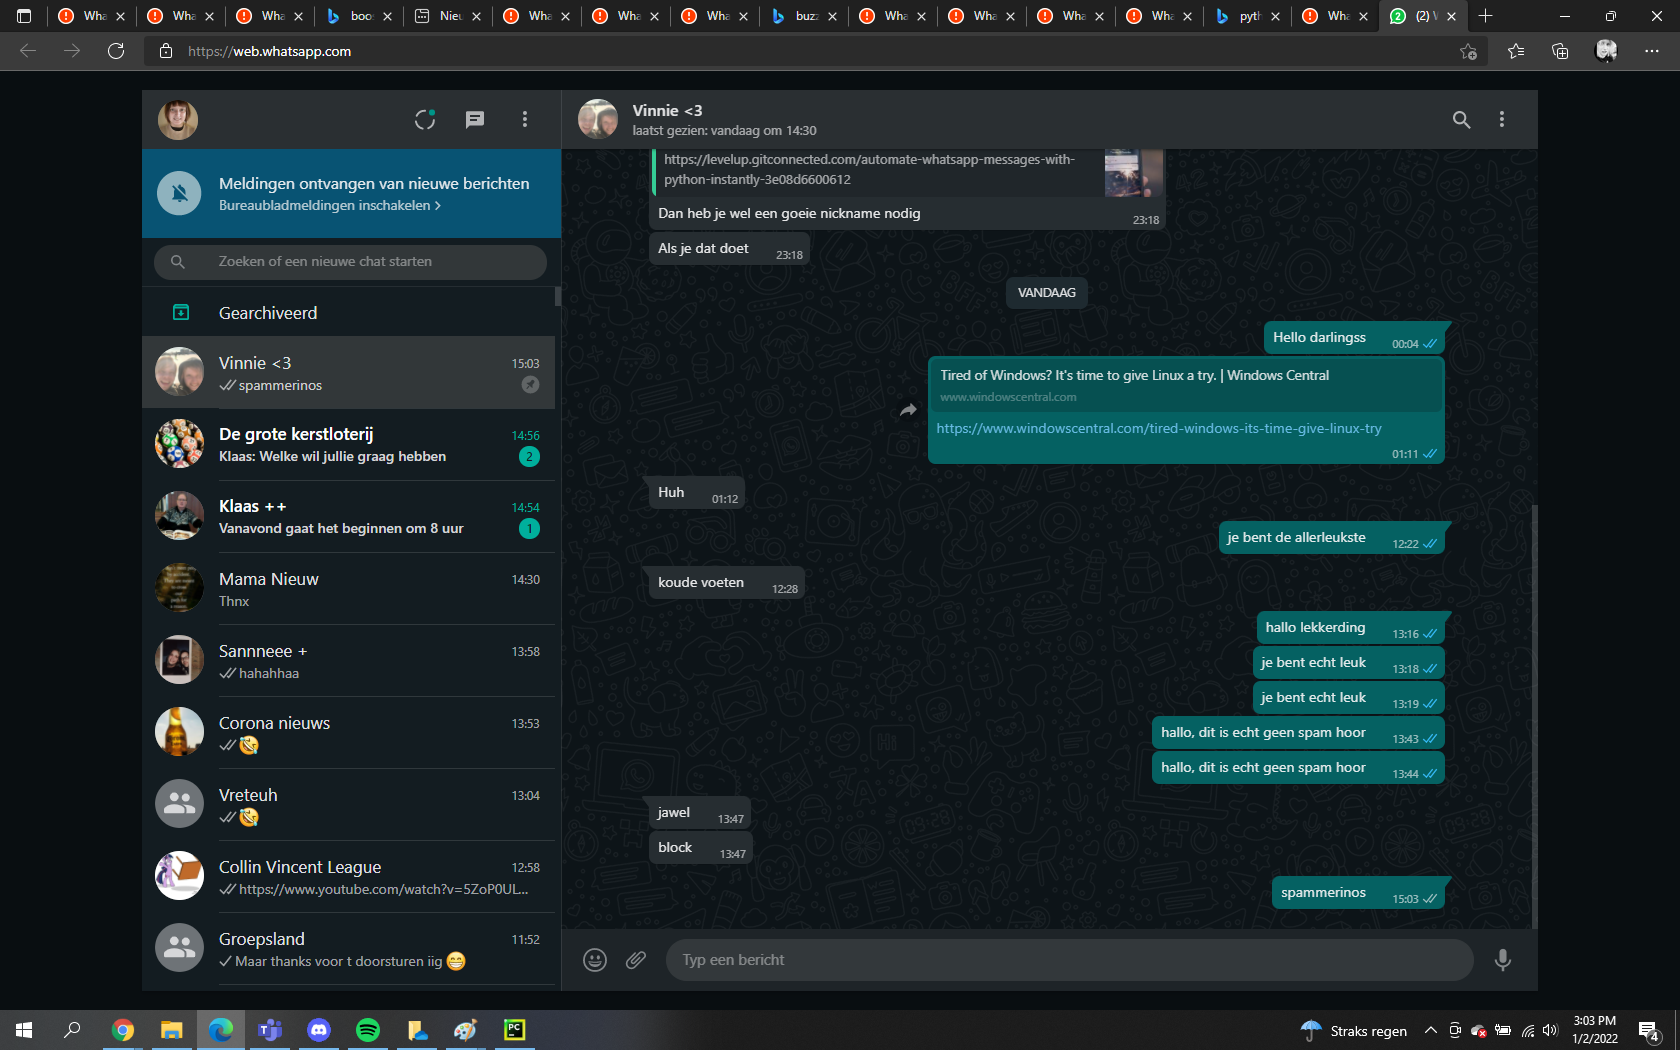 Wha
Wha
Wha
boos
Nieu
Wha
Wha
Wha
buzz
Wha
Wha
Wha
Wha
pyth
Wha
(2) W
https://web.whatsapp.com
Vinnie <3
laatst gezien: vandaag om 14:30
Meldingen ontvangen van nieuwe berichten
Bureaubladmeldingen inschakelen >
Zoeken of een nieuwe chat starten
Gearchiveerd
Vinnie <3
15:03
spammerinos
De grote kerstloterij
14:56
Klaas: Welke wil jullie graag hebben
2
Klaas ++
14:54
Vanavond gaat het beginnen om 8 uur
1
Mama Nieuw
14:30
Thnx
Sannneee +
13:58
hahahhaa
Corona nieuws
13:53
🤣
Vreteuh
13:04
🤣
Collin Vincent League
12:58
https://www.youtube.com/watch?v=5ZoP0UL...
Groepsland
11:52
Maar thanks voor t doorsturen iig 😁
https://levelup.gitconnected.com/automate-whatsapp-messages-with-
python-instantly-3e08d6600612
Dan heb je wel een goeie nickname nodig
23:18
Als je dat doet
23:18
VANDAAG
Hello darlingss
00:04
Tired of Windows? It's time to give Linux a try. | Windows Central
www.windowscentral.com
https://www.windowscentral.com/tired-windows-its-time-give-linux-try
01:11
Huh
01:12
je bent de allerleukste
12:22
koude voeten
12:28
hallo lekkerding
13:16
je bent echt leuk
13:18
je bent echt leuk
13:19
hallo, dit is echt geen spam hoor
13:43
hallo, dit is echt geen spam hoor
13:44
jawel
13:47
block
13:47
spammerinos
15:03
Typ een bericht
PC
Straks regen
3:03 PM
1/2/2022
4